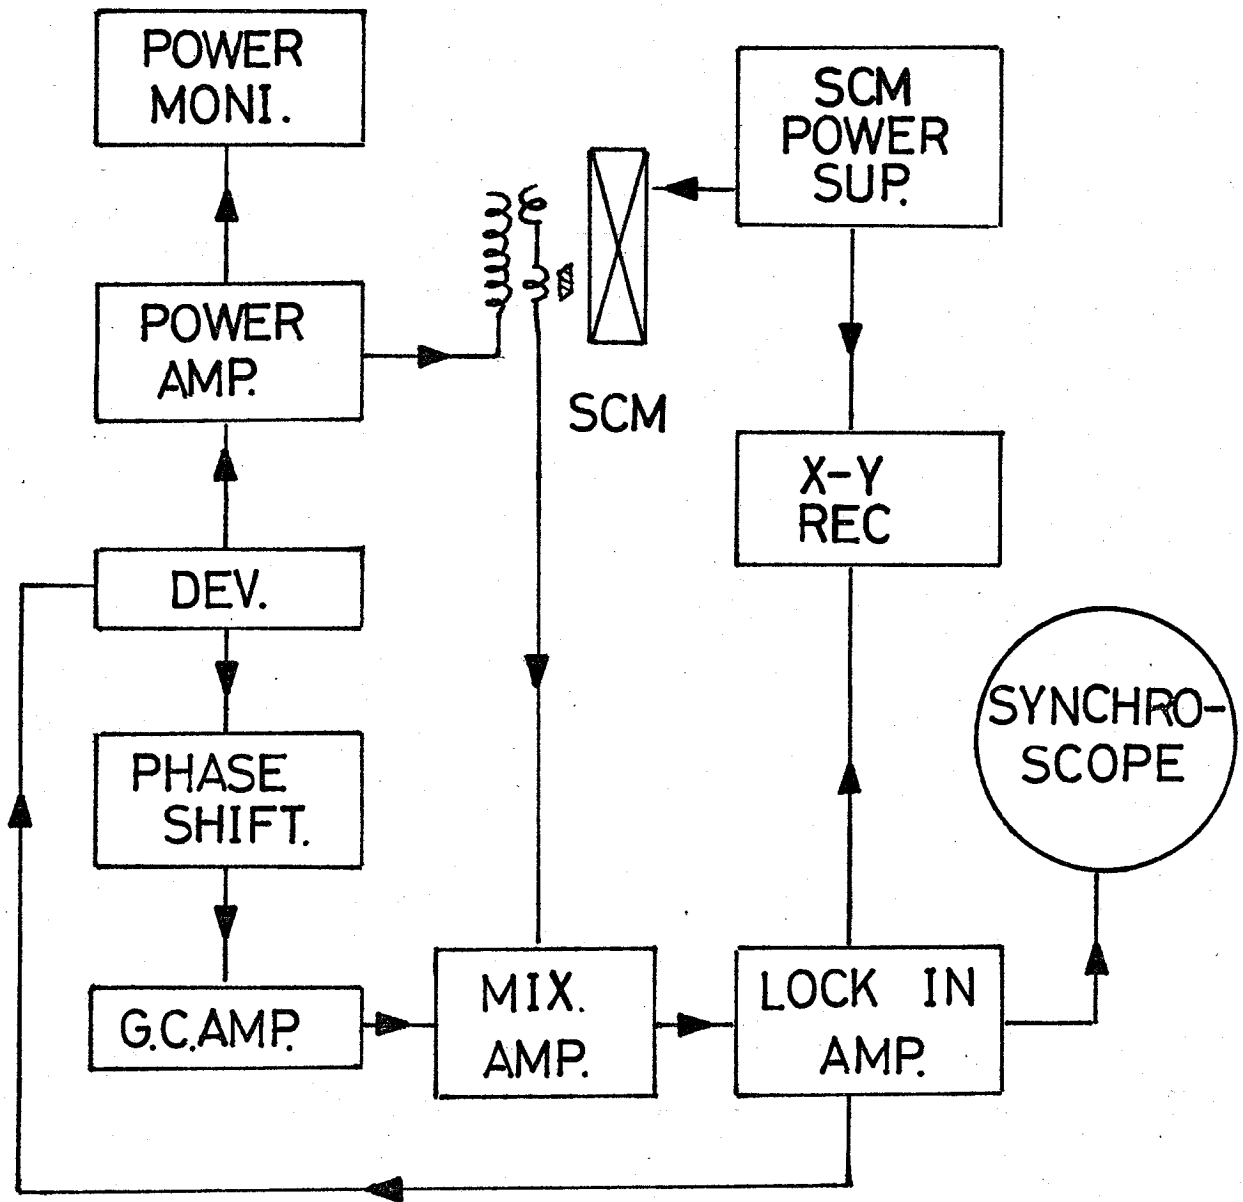 POWER
MONI.
SCM
POWER
SUP.
POWER
AMP.
SCM
X-Y
REC
DEV.
SYNCHRO-
SCOPE
PHASE
SHIFT.
G.C.AMP.
MIX.
AMP.
LOCK IN
AMP.